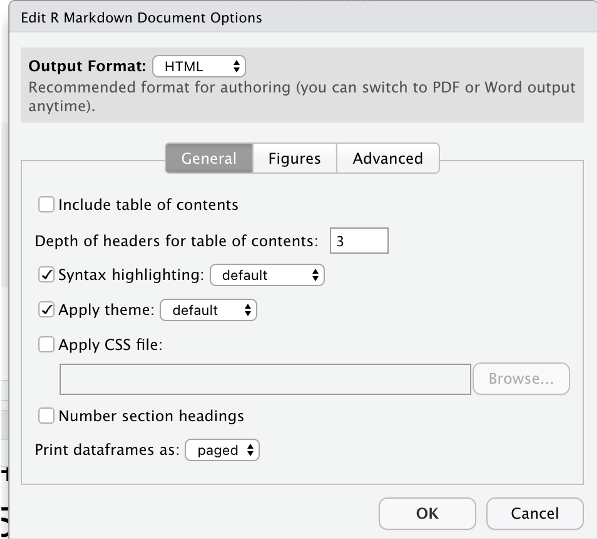 Edit R Markdown Document Options
Output Format: HTML
Recommended format for authoring (you can switch to PDF or Word output
anytime).
General Figures Advanced
Include table of contents
Depth of headers for table of contents: 3
Syntax highlighting: default
Apply theme: default
Apply CSS file:
Browse...
Number section headings
Print dataframes as: paged
OK Cancel